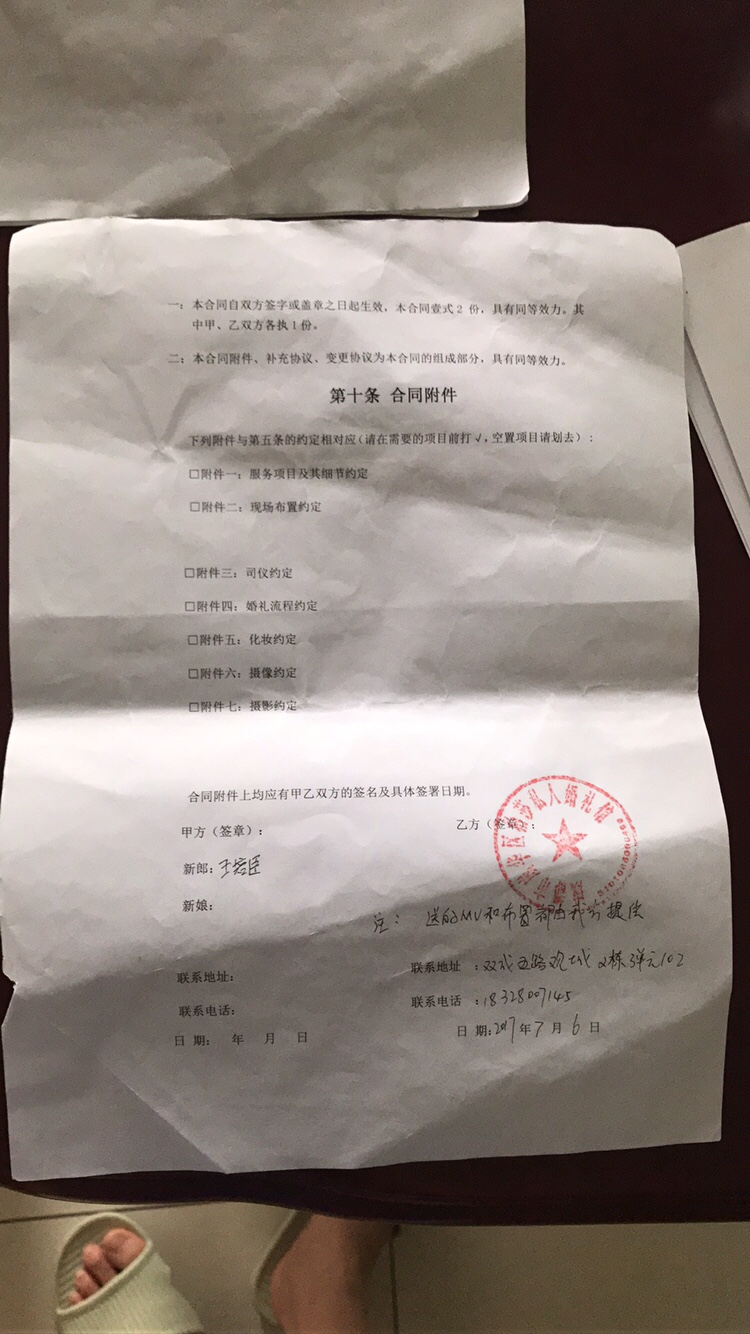 一：本合同自双方签字或盖章之日起生效，本合同壹式2 份，具有同等效力。其
中甲、乙双方各执1份。
二：本合同附件、补充协议、变更协议为本合同的组成部分，具有同等效力。
第十条 合同附件
下列附件与第五条的约定相对应(请在需要的项目前打√，空置项目请划去)：
□附件一：服务项目及其细节约定
□附件二：现场布置约定
□附件三：司仪约定
□附件四：婚礼流程约定
□附件五：化妆约定
□附件六：摄像约定
□附件七：摄影约定
合同附件上均应有甲乙双方的签名及具体签署日期。
甲方（签章）：
乙方（签章）：
私人婚礼馆
新郎：
新娘：
注： 送的MV和布置都由我方提供
联系地址：
联系地址 ：双成五路 2栋3单元102
联系电话：
联系电话 ：18328007145
日 期： 年 月 日
日 期：2017年7月6日